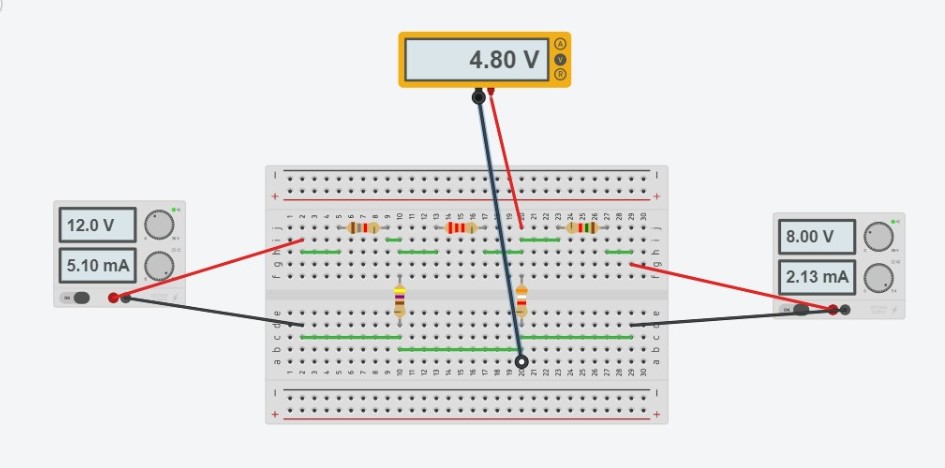 4.80 V
A
V
R
12.0 V
5.10 mA
8.00 V
2.13 mA
1 2 3 4 5 6 7 8 9 10 11 12 13 14 15 16 17 18 19 20 21 22 23 24 25 26 27 28 29 30
j j
i i
h h
g g
f f
e e
d d
c c
b b
a a
1 2 3 4 5 6 7 8 9 10 11 12 13 14 15 16 17 18 19 20 21 22 23 24 25 26 27 28 29 30